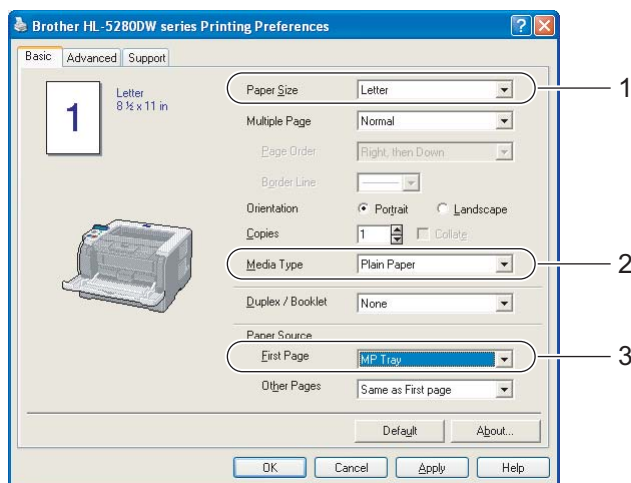 Brother HL-5280DW series Printing Preferences
Basic Advanced Support
1
Letter
8 ½ x 11 in
Paper Size Letter 1
Multiple Page Normal
Page Order Right, then Down
Border Line
Orientation Portrait Landscape
Copies 1 Collate
Media Type Plain Paper 2
Duplex / Booklet None
Paper Source
First Page MP Tray 3
Other Pages Same as First page
Default About...
OK Cancel Apply Help